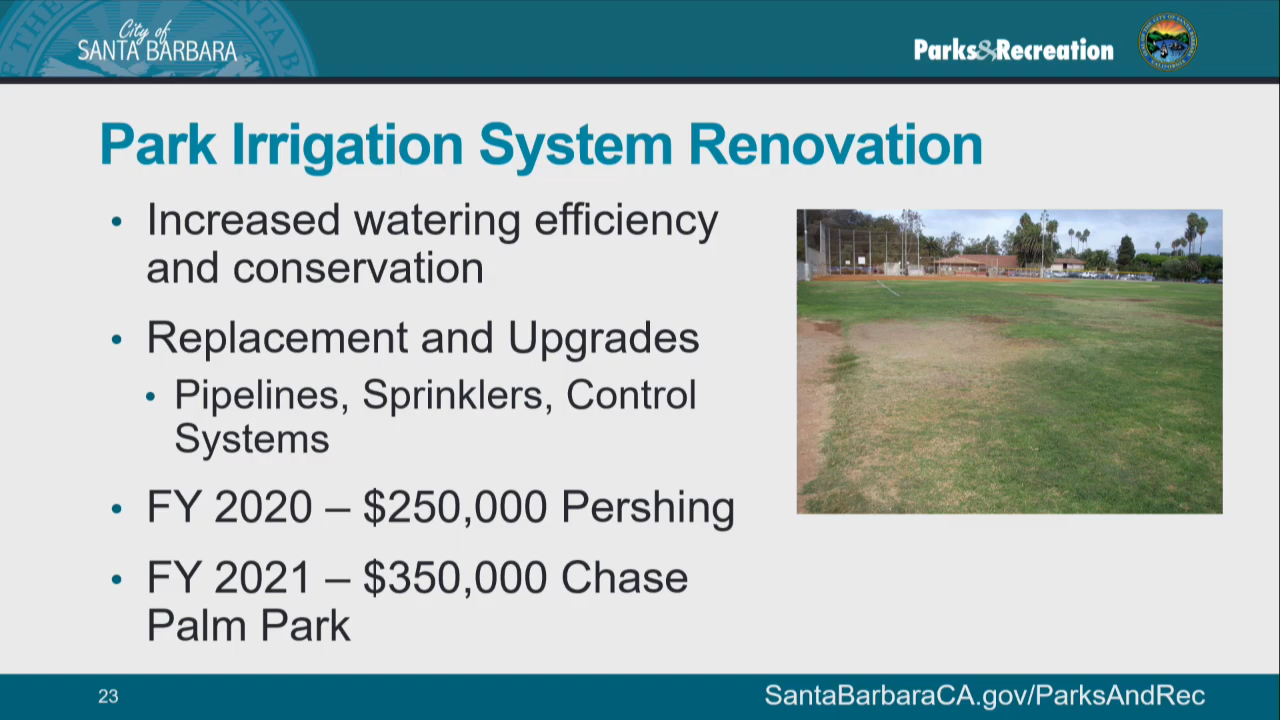 City of
SANTA BARBARA
Parks&Recreation
Park Irrigation System Renovation
• Increased watering efficiency
and conservation
• Replacement and Upgrades
• Pipelines, Sprinklers, Control
Systems
• FY 2020 – $250,000 Pershing
• FY 2021 – $350,000 Chase
Palm Park
23
SantaBarbaraCA.gov/ParksAndRec